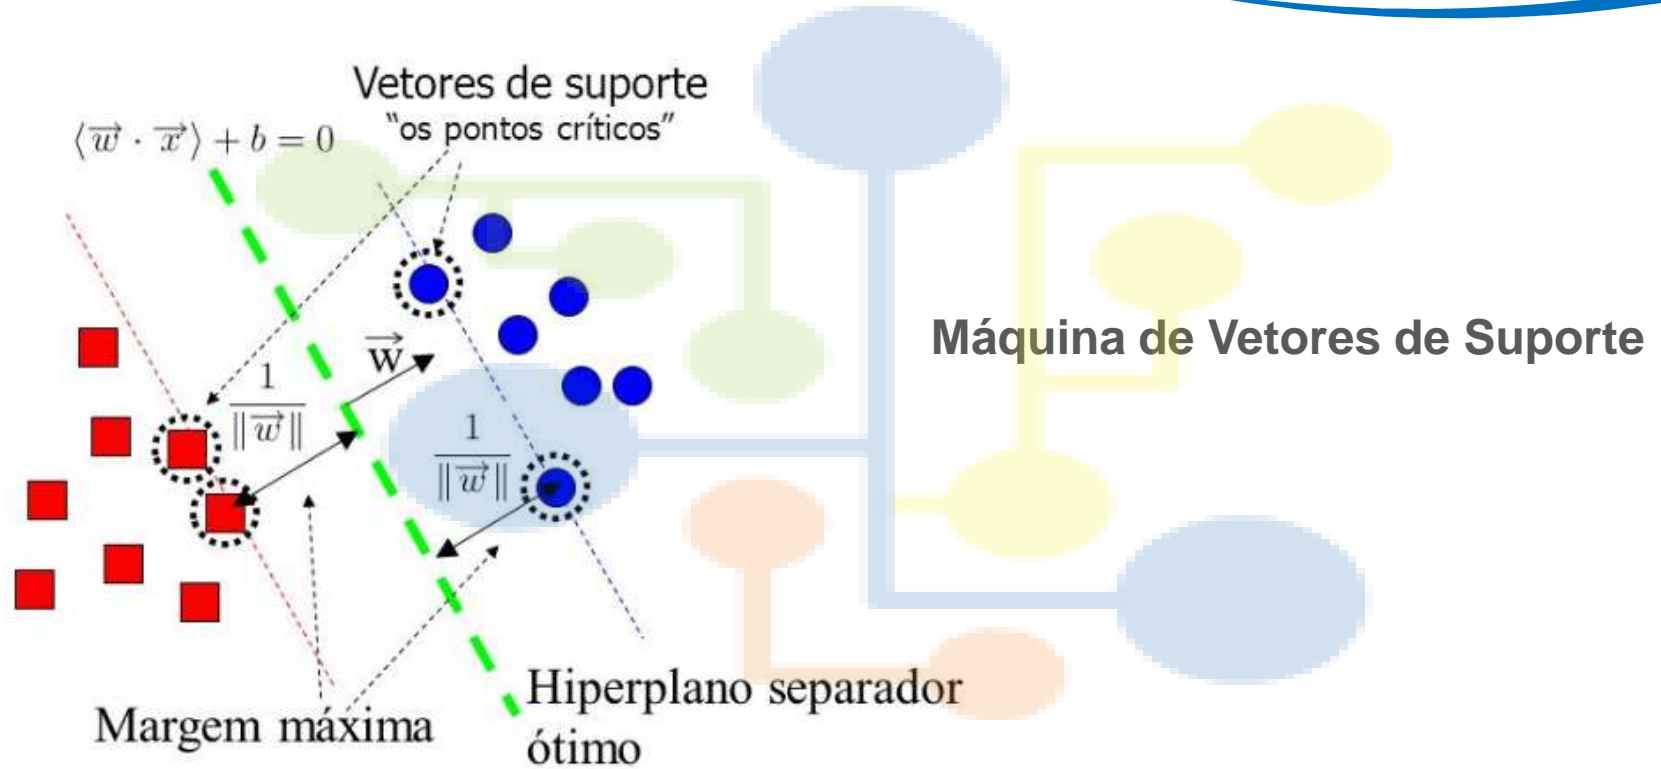 Vetores de suporte
"os pontos críticos"
⟨w⃗ · x⃗⟩ + b = 0
w⃗
1
‖w⃗‖
1
‖w⃗‖
Máquina de Vetores de Suporte
Margem máxima
Hiperplano separador
ótimo